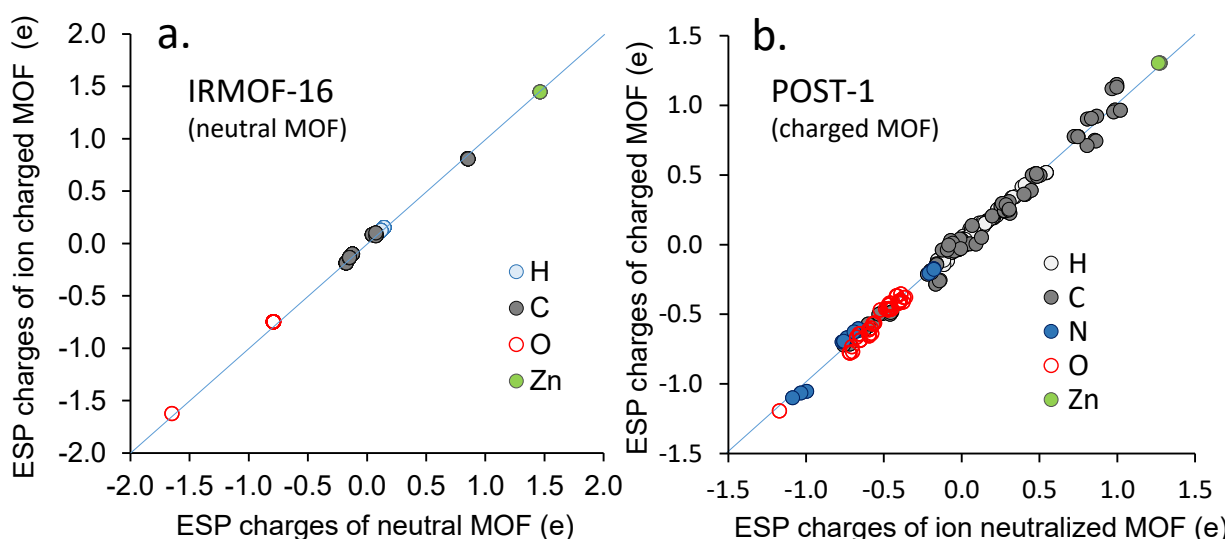 a.
IRMOF-16
(neutral MOF)
ESP charges of ion charged MOF (e)
2.0
1.5
1.0
0.5
0.0
-0.5
-1.0
-1.5
-2.0
H
C
O
Zn
-2.0 -1.5 -1.0 -0.5 0.0 0.5 1.0 1.5 2.0
ESP charges of neutral MOF (e)
b.
POST-1
(charged MOF)
ESP charges of charged MOF (e)
1.5
1.0
0.5
0.0
-0.5
-1.0
-1.5
H
C
N
O
Zn
-1.5 -1.0 -0.5 0.0 0.5 1.0 1.5
ESP charges of ion neutralized MOF (e)